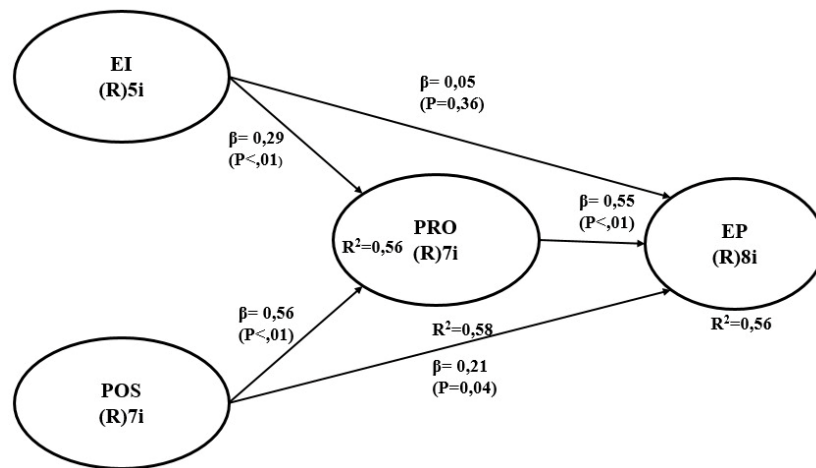 EI
(R)5i
β= 0,05
(P=0,36)
β= 0,29
(P<,01)
PRO
R²=0,56
(R)7i
β= 0,55
(P<,01)
EP
(R)8i
β= 0,56
(P<,01)
R²=0,58
β= 0,21
(P=0,04)
R²=0,56
POS
(R)7i